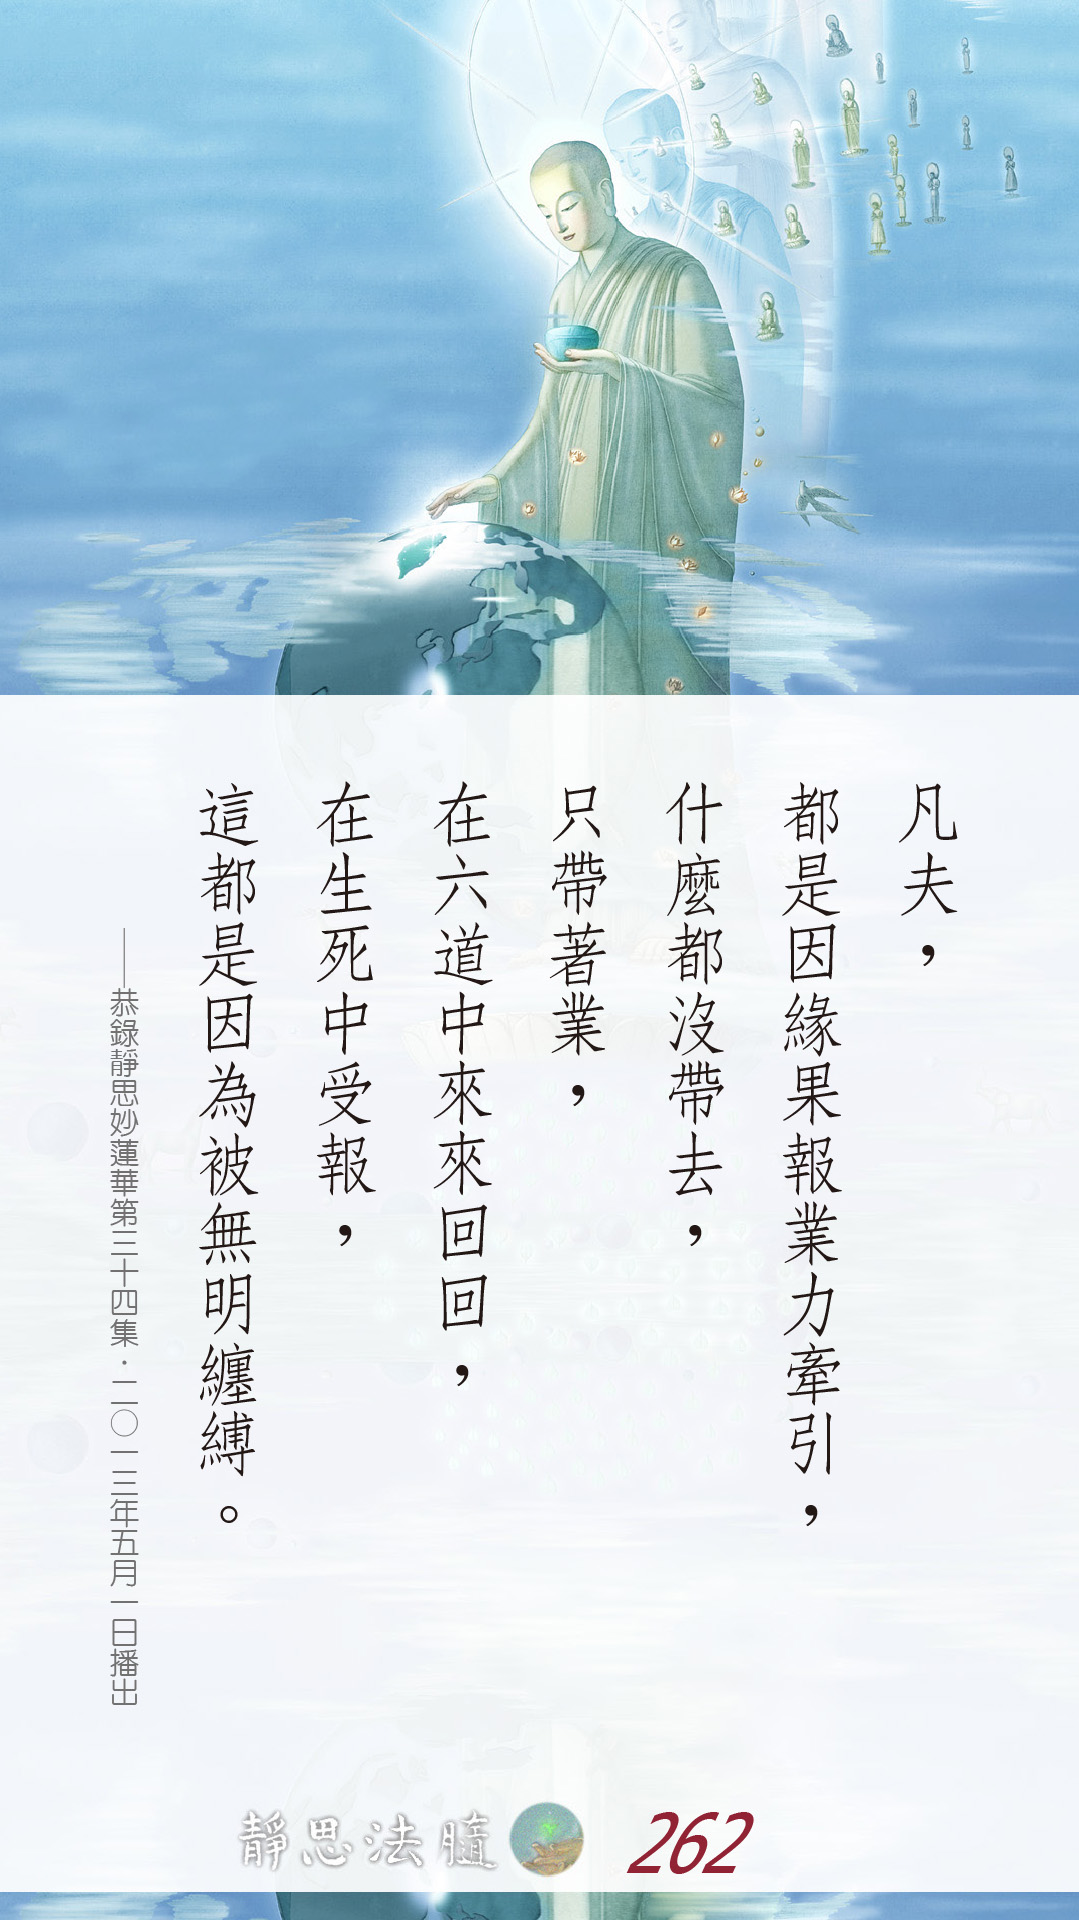 凡夫，
都是因緣果報業力牽引，
什麼都沒帶去，
只帶著業，
在六道中來來回回，
在生死中受報，
這都是因為被無明纏縛。
——恭錄靜思妙蓮華第三十四集．二〇一三年五月一日播出
靜思法髓 262